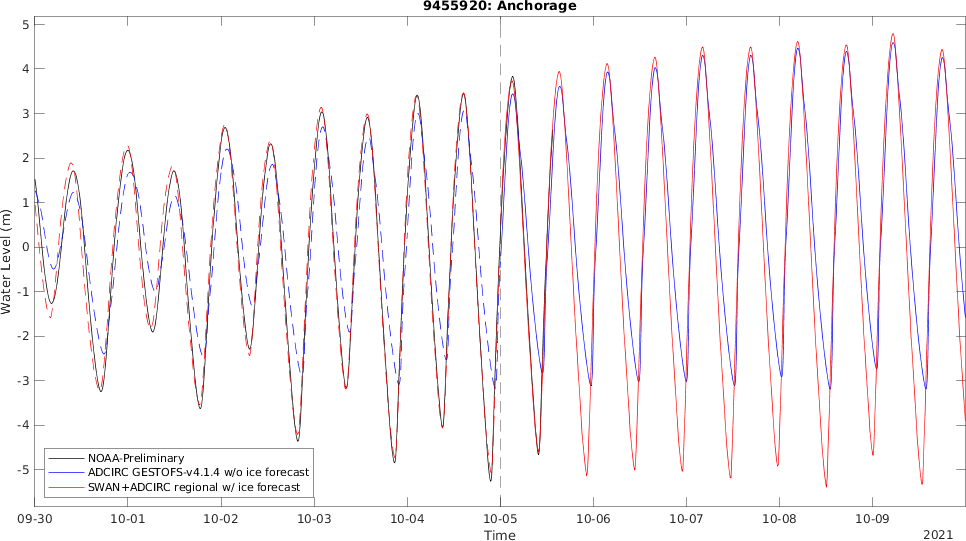 9455920: Anchorage
5
4
3
2
1
0
-1
-2
-3
-4
-5
Water Level (m)
NOAA-Preliminary
ADCIRC GESTOFS-v4.1.4 w/o ice forecast
SWAN+ADCIRC regional w/ ice forecast
09-30 10-01 10-02 10-03 10-04 10-05 10-06 10-07 10-08 10-09
Time
2021